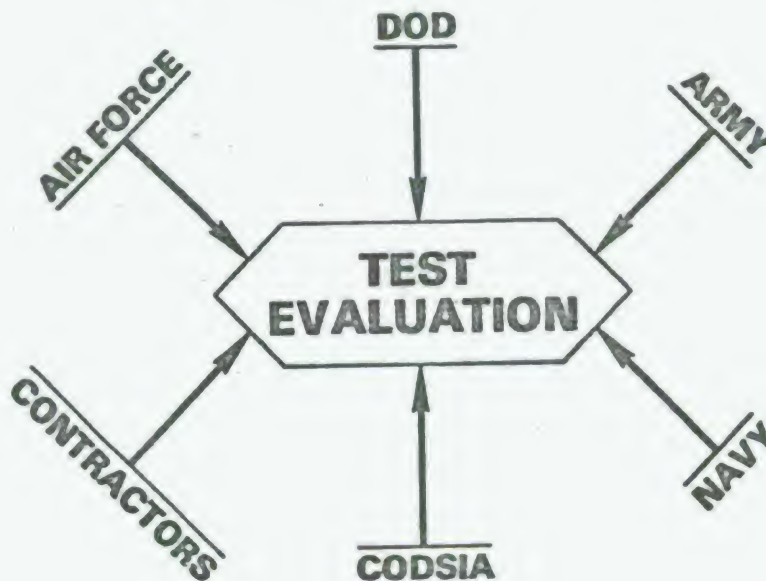 DOD
AIR FORCE
ARMY
TEST
EVALUATION
CONTRACTORS
CODSIA
NAVY